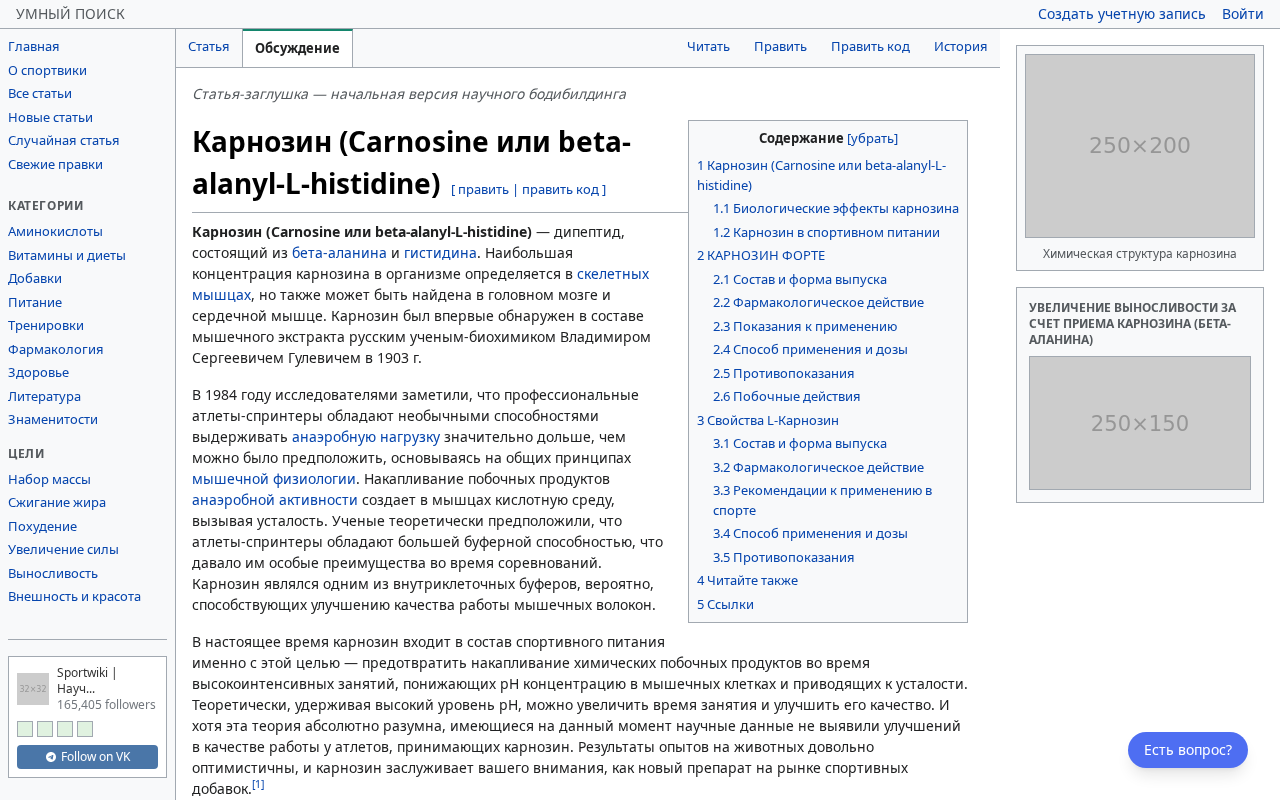 УМНЫЙ ПОИСК
Создать учетную запись
Войти
Главная
О спортвики
Все статьи
Новые статьи
Случайная статья
Свежие правки
КАТЕГОРИИ
Аминокислоты
Витамины и диеты
Добавки
Питание
Тренировки
Фармакология
Здоровье
Литература
Знаменитости
ЦЕЛИ
Набор массы
Сжигание жира
Похудение
Увеличение силы
Выносливость
Внешность и красота
32×32
Sportwiki |
Науч...
165,405 followers
Follow on VK
Статья
Обсуждение
Читать
Править
Править код
История
Статья-заглушка — начальная версия научного бодибилдинга
Карнозин (Carnosine или beta-
alanyl-L-histidine) [ править | править код ]
Карнозин (Carnosine или beta-alanyl-L-histidine) — дипептид,
состоящий из бета-аланина и гистидина. Наибольшая
концентрация карнозина в организме определяется в скелетных
мышцах, но также может быть найдена в головном мозге и
сердечной мышце. Карнозин был впервые обнаружен в составе
мышечного экстракта русским ученым-биохимиком Владимиром
Сергеевичем Гулевичем в 1903 г.
В 1984 году исследователями заметили, что профессиональные
атлеты-спринтеры обладают необычными способностями
выдерживать анаэробную нагрузку значительно дольше, чем
можно было предположить, основываясь на общих принципах
мышечной физиологии. Накапливание побочных продуктов
анаэробной активности создает в мышцах кислотную среду,
вызывая усталость. Ученые теоретически предположили, что
атлеты-спринтеры обладают большей буферной способностью, что
давало им особые преимущества во время соревнований.
Карнозин являлся одним из внутриклеточных буферов, вероятно,
способствующих улучшению качества работы мышечных волокон.
В настоящее время карнозин входит в состав спортивного питания
именно с этой целью — предотвратить накапливание химических побочных продуктов во время
высокоинтенсивных занятий, понижающих pH концентрацию в мышечных клетках и приводящих к усталости.
Теоретически, удерживая высокий уровень pH, можно увеличить время занятия и улучшить его качество. И
хотя эта теория абсолютно разумна, имеющиеся на данный момент научные данные не выявили улучшений
в качестве работы у атлетов, принимающих карнозин. Результаты опытов на животных довольно
оптимистичны, и карнозин заслуживает вашего внимания, как новый препарат на рынке спортивных
добавок.[1]
Содержание [убрать]
1 Карнозин (Carnosine или beta-alanyl-L-
histidine)
1.1 Биологические эффекты карнозина
1.2 Карнозин в спортивном питании
2 КАРНОЗИН ФОРТЕ
2.1 Состав и форма выпуска
2.2 Фармакологическое действие
2.3 Показания к применению
2.4 Способ применения и дозы
2.5 Противопоказания
2.6 Побочные действия
3 Свойства L-Карнозин
3.1 Состав и форма выпуска
3.2 Фармакологическое действие
3.3 Рекомендации к применению в
спорте
3.4 Способ применения и дозы
3.5 Противопоказания
4 Читайте также
5 Ссылки
250×200
Химическая структура карнозина
УВЕЛИЧЕНИЕ ВЫНОСЛИВОСТИ ЗА
СЧЕТ ПРИЕМА КАРНОЗИНА (БЕТА-
АЛАНИНА)
250×150
Есть вопрос?